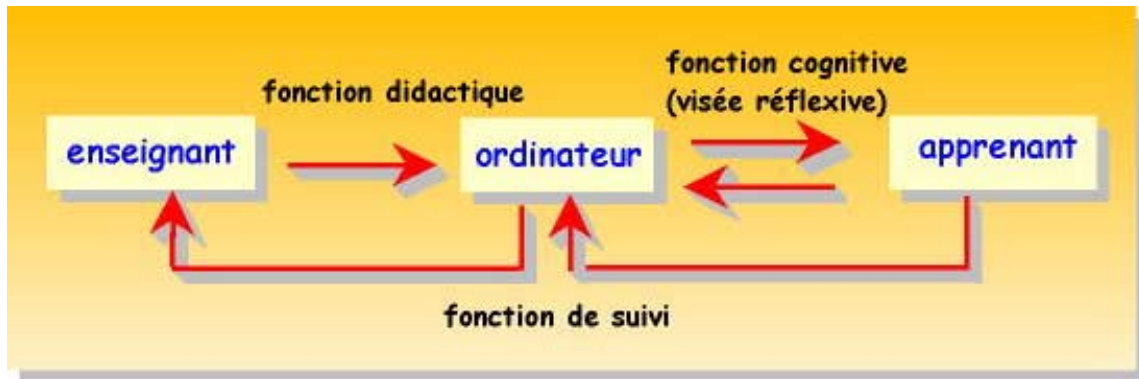 fonction didactique
fonction cognitive
(visée réflexive)
enseignant
ordinateur
apprenant
fonction de suivi